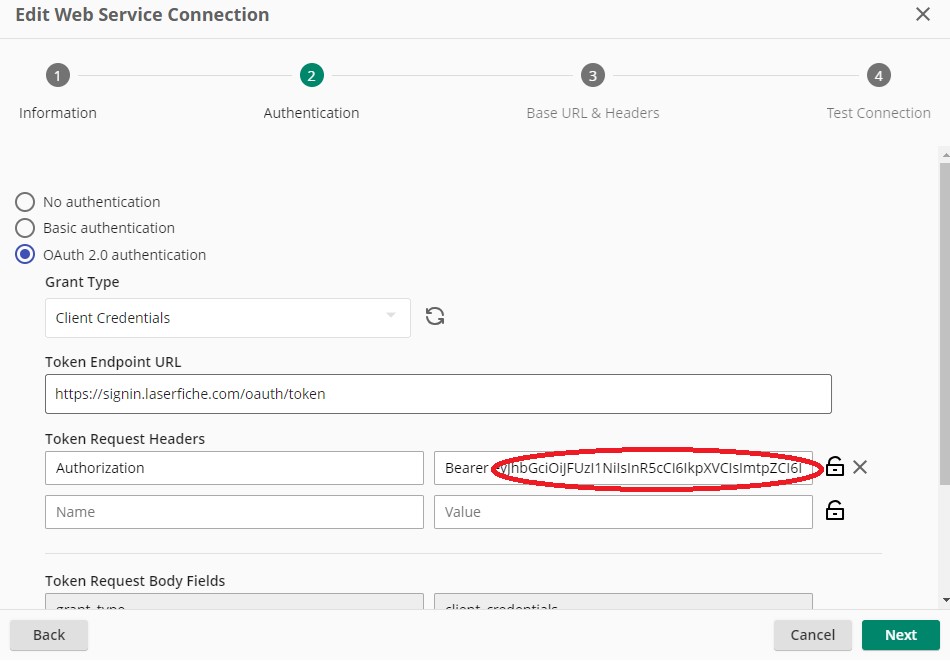 Edit Web Service Connection
1
2
3
4
Information
Authentication
Base URL & Headers
Test Connection
No authentication
Basic authentication
OAuth 2.0 authentication
Grant Type
Client Credentials
Token Endpoint URL
https://signin.laserfiche.com/oauth/token
Token Request Headers
Authorization
Bearer
Name
Value
Token Request Body Fields
grant_type
client_credentials
Back
Cancel
Next